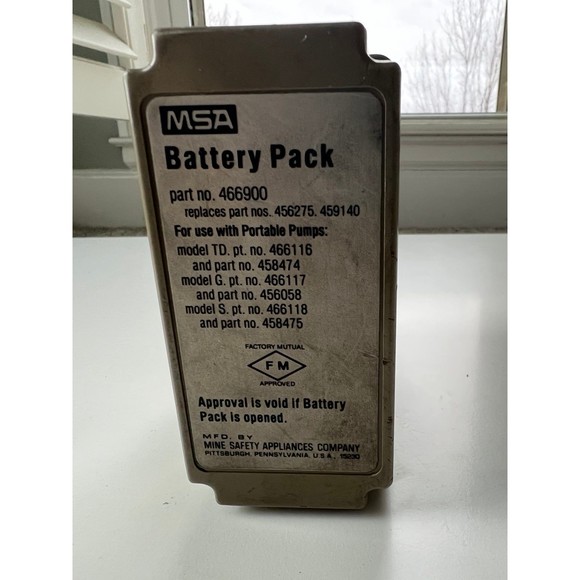 MSA
Battery Pack
part no. 466900
replaces part nos. 456275. 459140
For use with Portable Pumps:
model TD. pt. no. 466116
and part no. 458474
model G. pt. no. 466117
and part no. 456058
model S. pt. no. 466118
and part no. 458475
FACTORY MUTUAL
FM
APPROVED
Approval is void if Battery
Pack is opened.
MFD. BY
MINE SAFETY APPLIANCES COMPANY
PITTSBURGH, PENNSYLVANIA, U.S.A. 15230